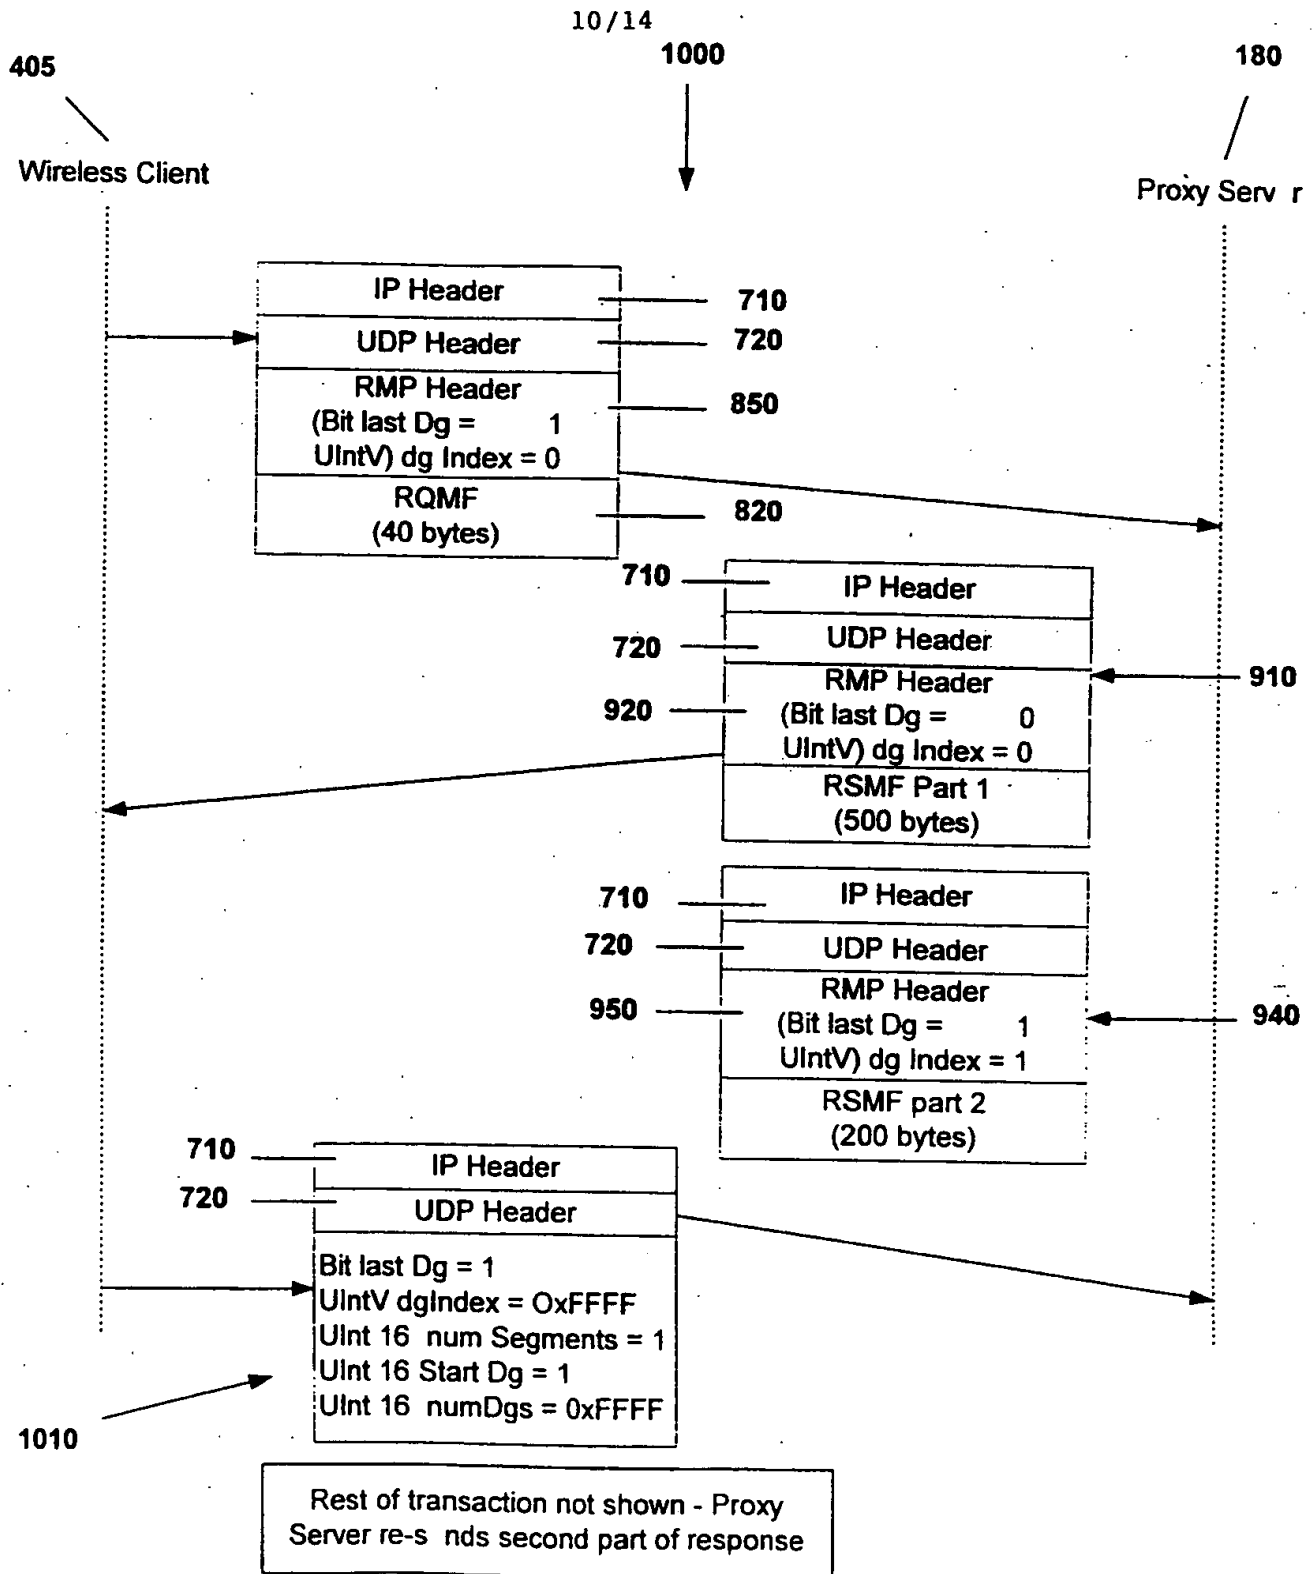 10/14
405
1000
180
Wireless Client
Proxy Serv r
IP Header
710
UDP Header
720
RMP Header
850
(Bit last Dg = 1
UIntV) dg Index = 0
RQMF
820
(40 bytes)
710
IP Header
720
UDP Header
RMP Header
910
920
(Bit last Dg = 0
UIntV) dg Index = 0
RSMF Part 1
(500 bytes)
710
IP Header
720
UDP Header
RMP Header
950
(Bit last Dg = 1
940
UIntV) dg Index = 1
RSMF part 2
(200 bytes)
710
IP Header
720
UDP Header
Bit last Dg = 1
UIntV dgIndex = OxFFFF
UInt 16 num Segments = 1
UInt 16 Start Dg = 1
UInt 16 numDgs = 0xFFFF
1010
Rest of transaction not shown - Proxy
Server re-s nds second part of response